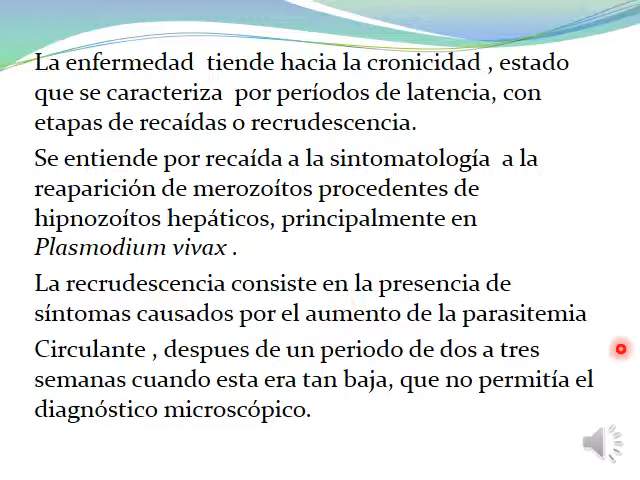 La enfermedad tiende hacia la cronicidad , estado
que se caracteriza por períodos de latencia, con
etapas de recaídas o recrudescencia.
Se entiende por recaída a la sintomatología a la
reaparición de merozoítos procedentes de
hipnozoítos hepáticos, principalmente en
Plasmodium vivax .
La recrudescencia consiste en la presencia de
síntomas causados por el aumento de la parasitemia
Circulante , despues de un periodo de dos a tres
semanas cuando esta era tan baja, que no permitía el
diagnóstico microscópico.